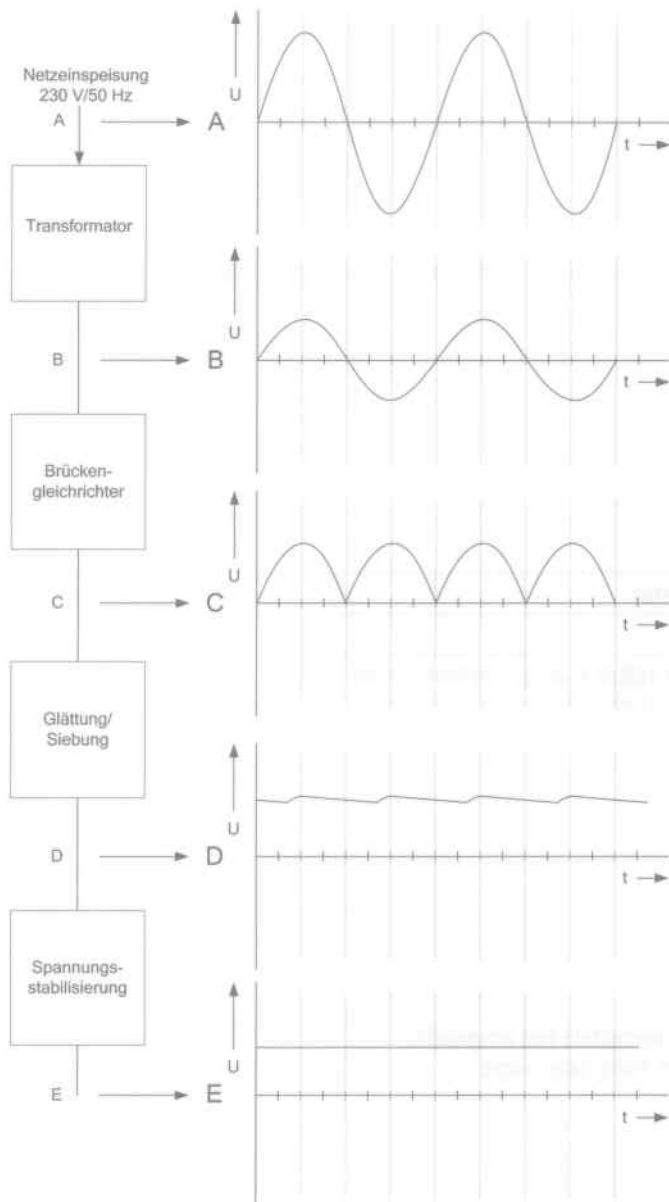 Netzeinspeisung
230 V/50 Hz
A
A
U
t
Transformator
B
B
U
t
Brücken-
gleichrichter
C
C
U
t
Glättung/
Siebung
D
D
U
t
Spannungs-
stabilisierung
E
E
U
t